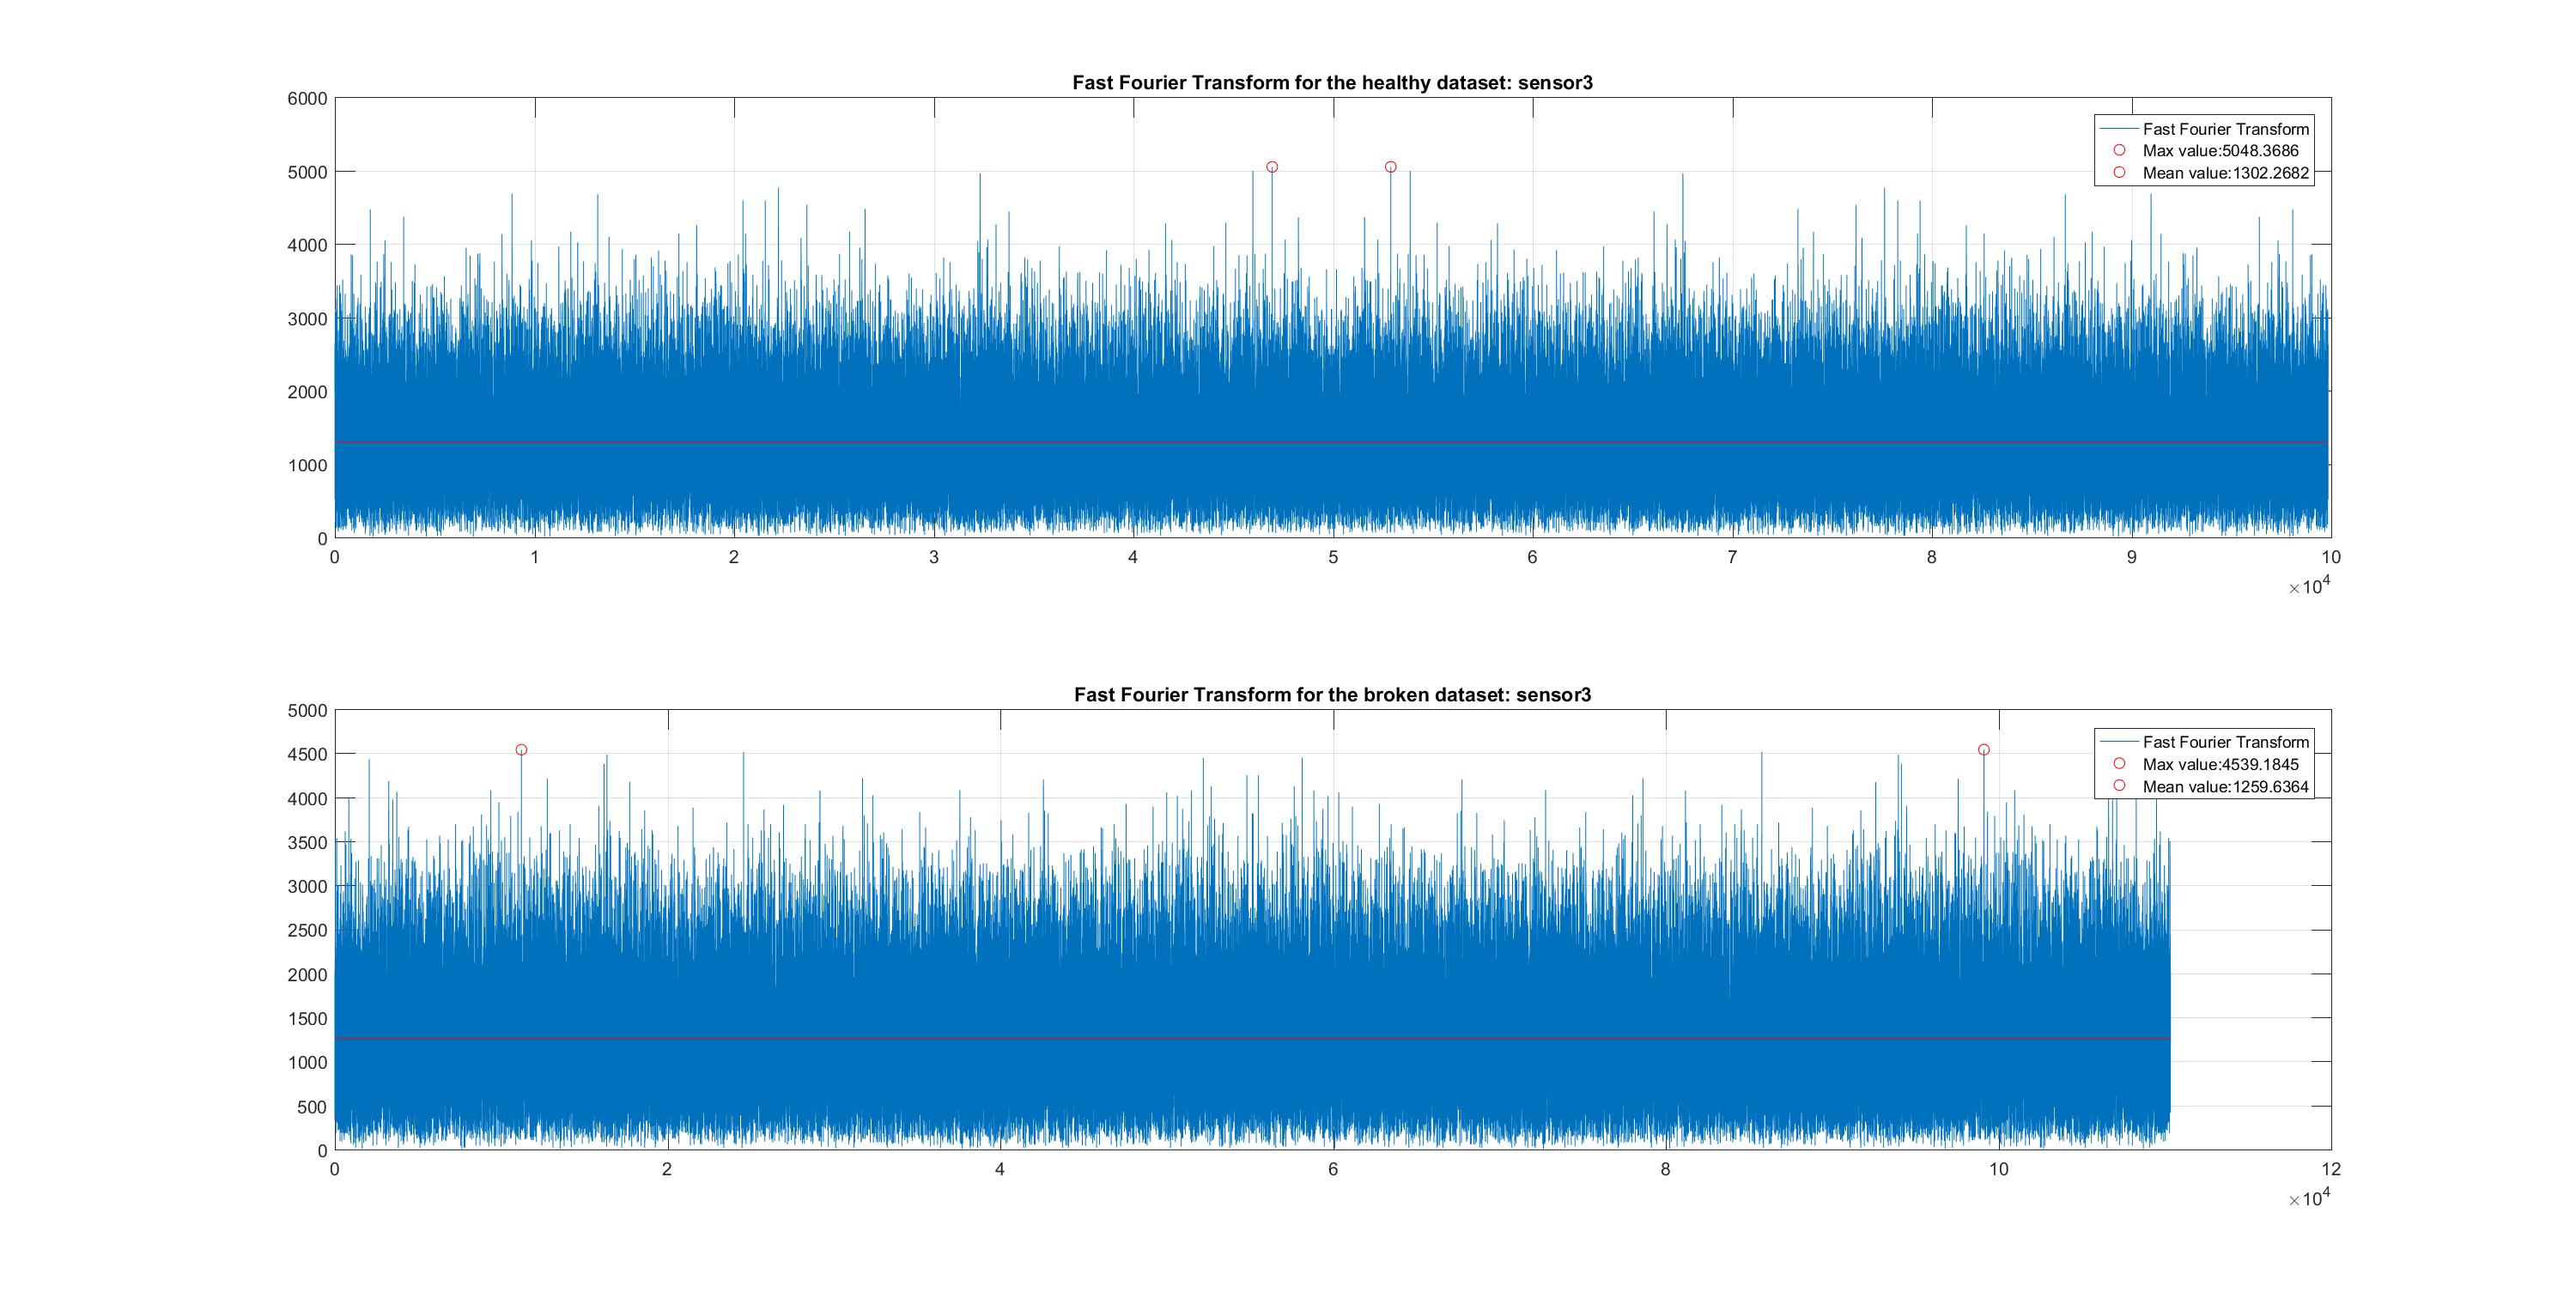 Fast Fourier Transform for the healthy dataset: sensor3
6000
5000
4000
3000
2000
1000
0
Fast Fourier Transform
Max value:5048.3686
Mean value:1302.2682
0 1 2 3 4 5 6 7 8 9 10
×10^4
Fast Fourier Transform for the broken dataset: sensor3
5000
4500
4000
3500
3000
2500
2000
1500
1000
500
0
Fast Fourier Transform
Max value:4539.1845
Mean value:1259.6364
0 2 4 6 8 10 12
×10^4